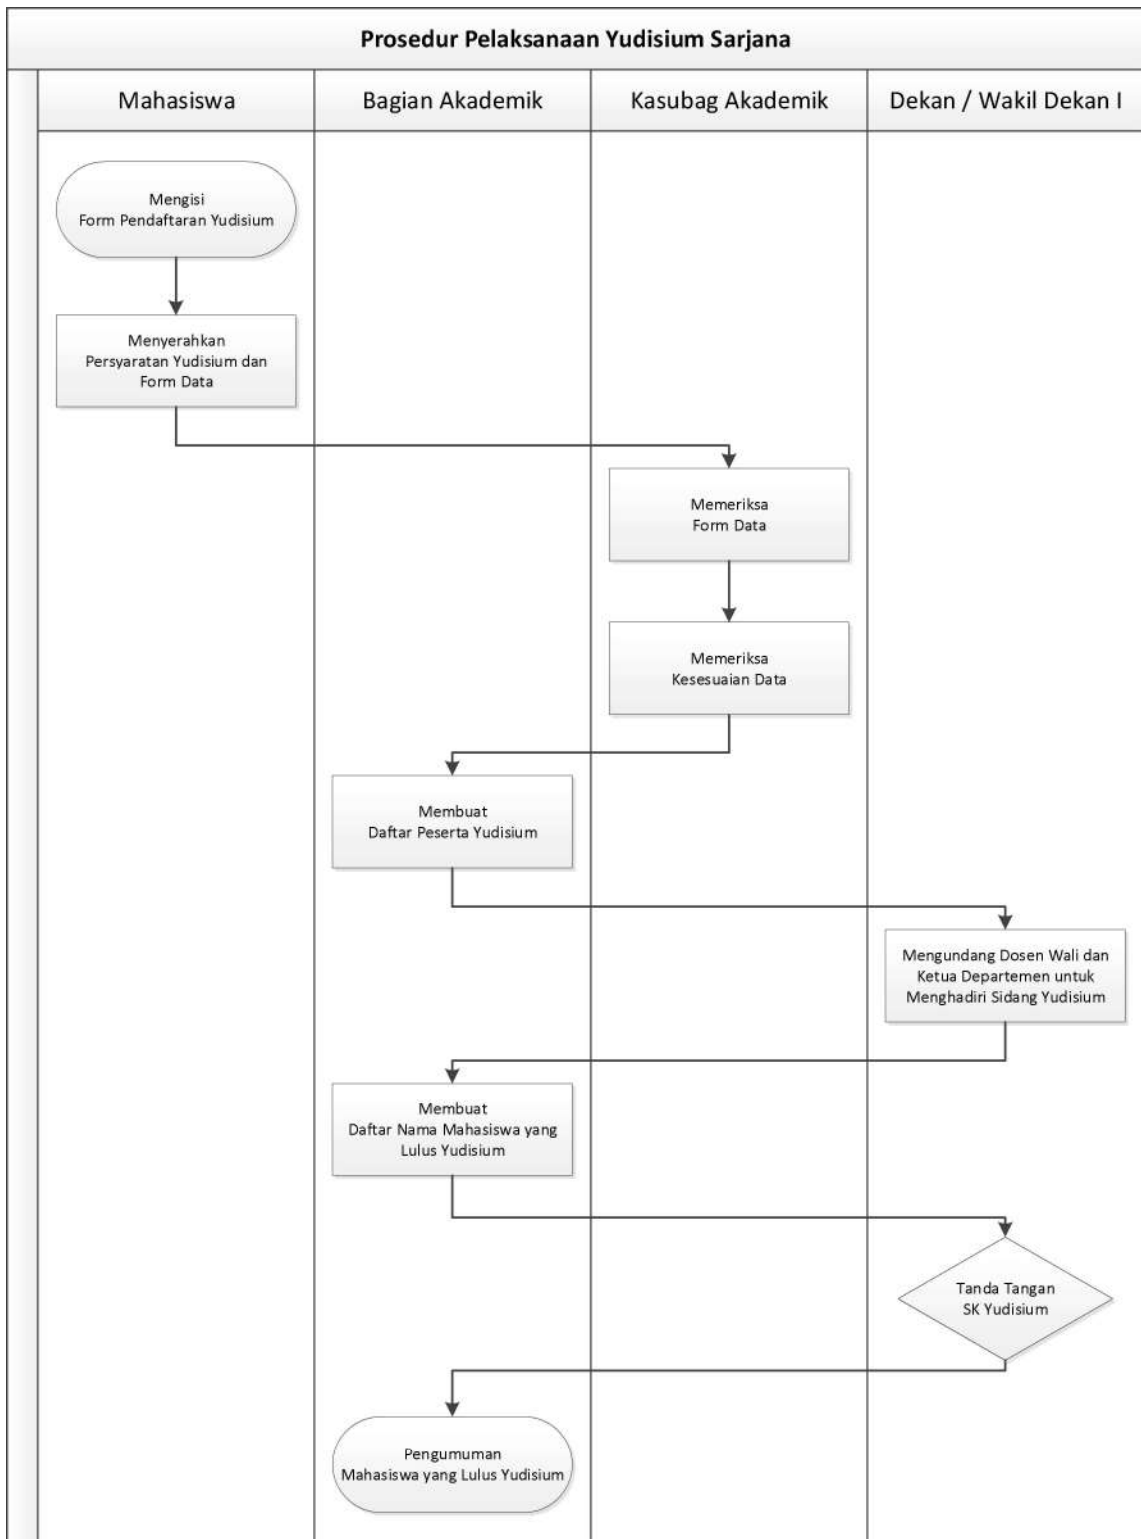 Prosedur Pelaksanaan Yudisium Sarjana
Mahasiswa
Bagian Akademik
Kasubag Akademik
Dekan / Wakil Dekan I
Mengisi
Form Pendaftaran Yudisium
Menyerahkan
Persyaratan Yudisium dan
Form Data
Memeriksa
Form Data
Memeriksa
Kesesuaian Data
Membuat
Daftar Peserta Yudisium
Mengundang Dosen Wali dan
Ketua Departemen untuk
Menghadiri Sidang Yudisium
Membuat
Daftar Nama Mahasiswa yang
Lulus Yudisium
Tanda Tangan
SK Yudisium
Pengumuman
Mahasiswa yang Lulus Yudisium